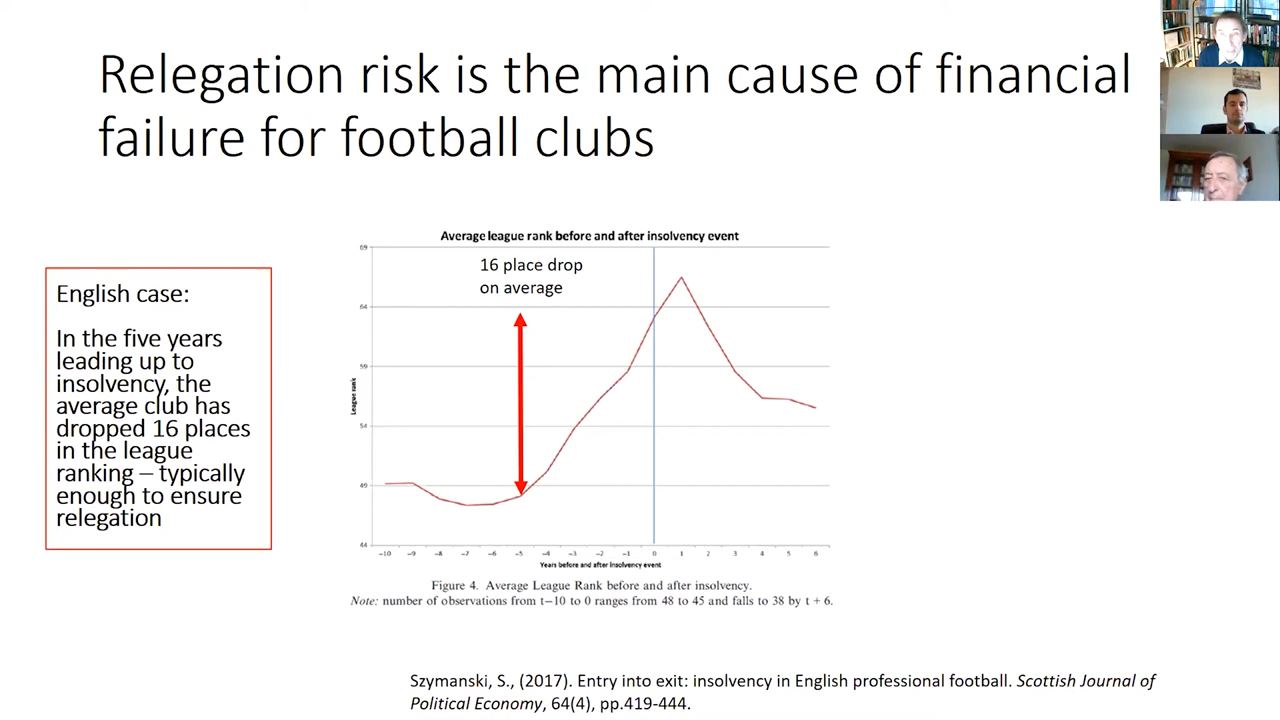 Relegation risk is the main cause of financial
failure for football clubs
English case:
In the five years
leading up to
insolvency, the
average club has
dropped 16 places
in the league
ranking – typically
enough to ensure
relegation
Average league rank before and after insolvency event
16 place drop
on average
69
64
59
54
49
44
League rank
-10 -9 -8 -7 -6 -5 -4 -3 -2 -1 0 1 2 3 4 5 6
Years before and after insolvency event
Figure 4. Average League Rank before and after insolvency.
Note: number of observations from t−10 to 0 ranges from 48 to 45 and falls to 38 by t + 6.
Szymanski, S., (2017). Entry into exit: insolvency in English professional football. Scottish Journal of
Political Economy, 64(4), pp.419-444.